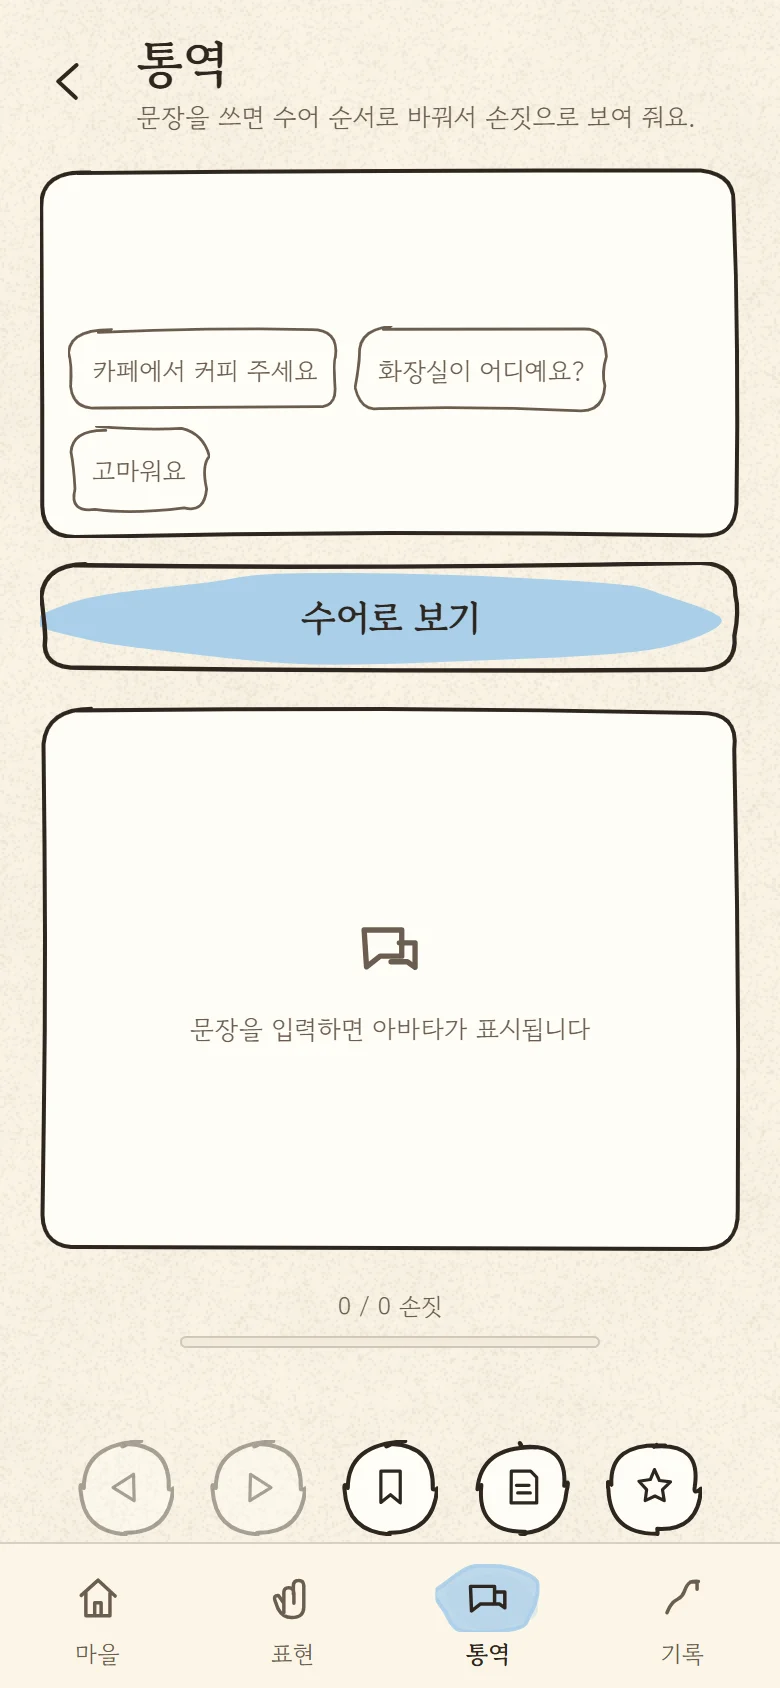 통역
문장을 쓰면 수어 순서로 바꿔서 손짓으로 보여 줘요.
카페에서 커피 주세요
화장실이 어디예요?
고마워요
수어로 보기
문장을 입력하면 아바타가 표시됩니다
0 / 0 손짓
마을
표현
통역
기록